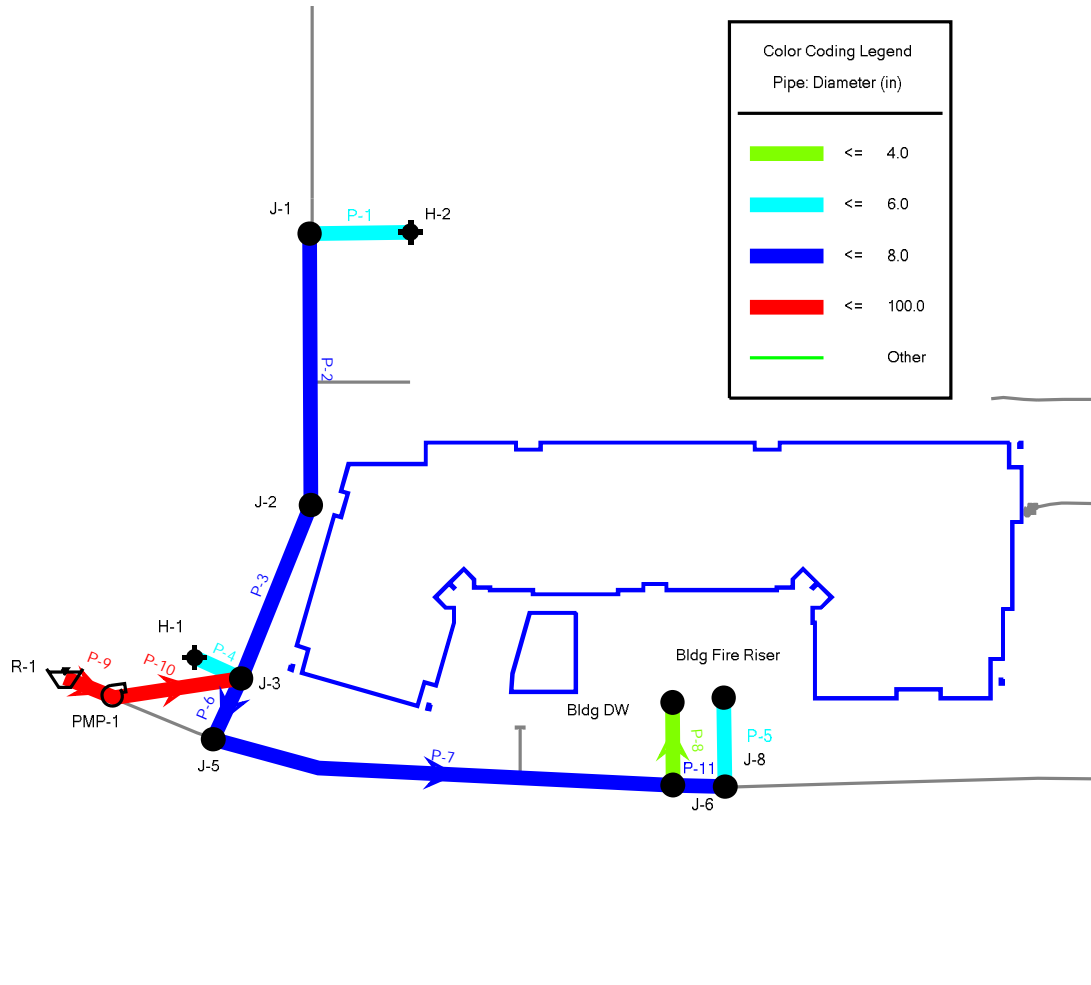 Color Coding Legend
Pipe: Diameter (in)
<= 4.0
<= 6.0
<= 8.0
<= 100.0
Other
J-1
P-1
H-2
P-2
J-2
P-3
H-1
P-4
R-1
P-9
P-10
J-3
PMP-1
P-6
J-5
P-7
Bldg Fire Riser
Bldg DW
P-8
P-5
P-11
J-8
J-6